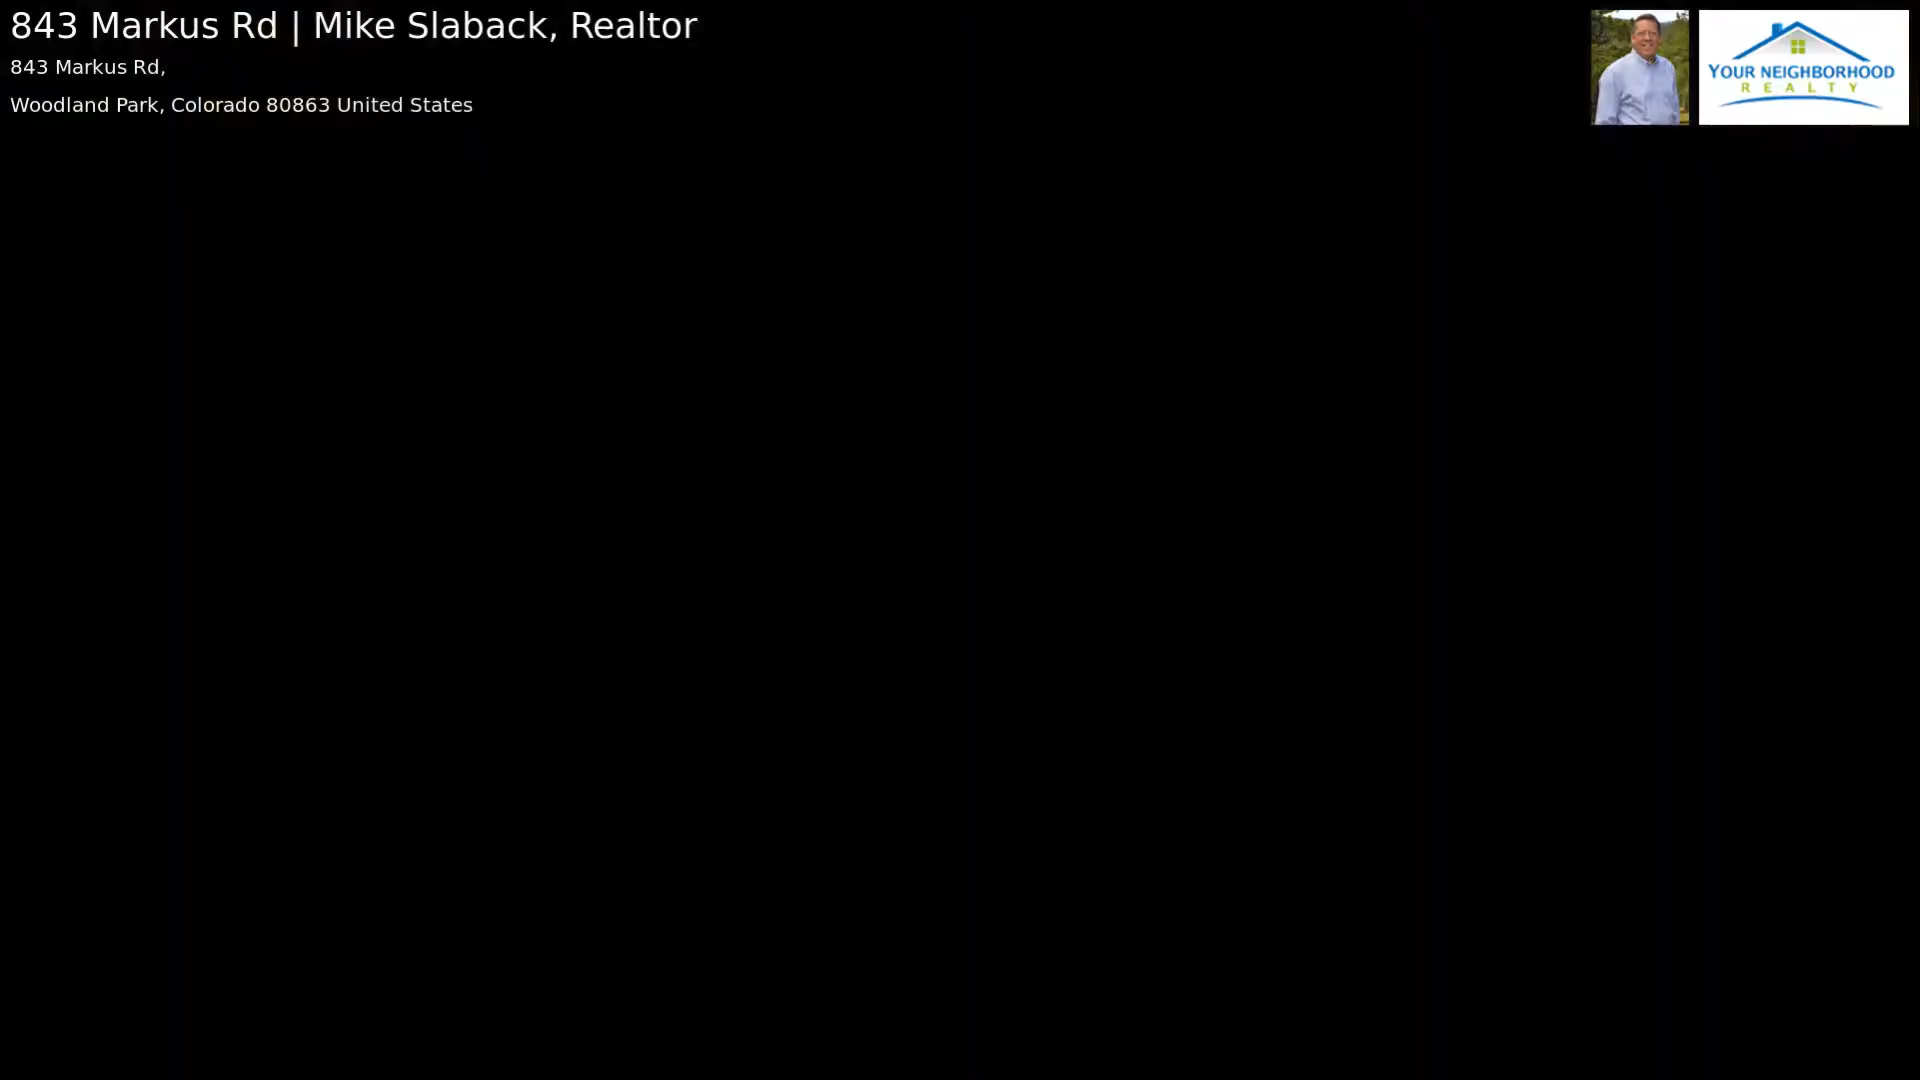 843 Markus Rd | Mike Slaback, Realtor
843 Markus Rd,
Woodland Park, Colorado 80863 United States
YOUR NEIGHBORHOOD
REALTY